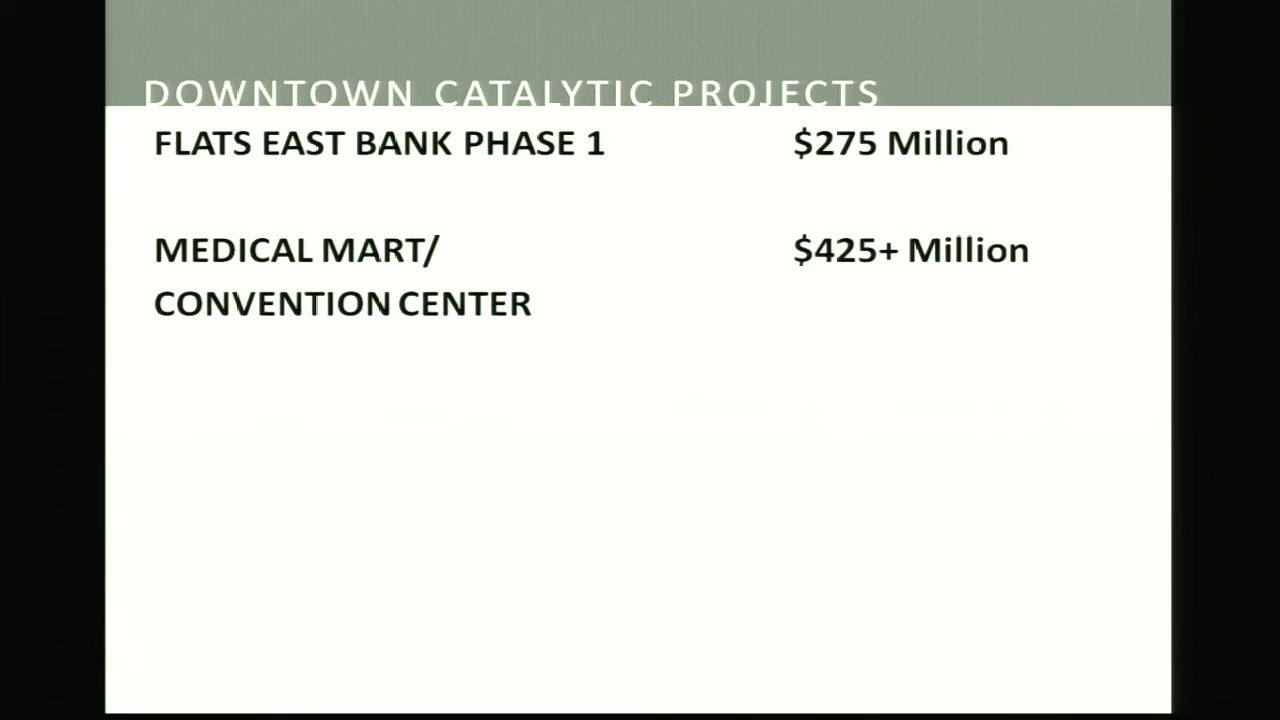 DOWNTOWN CATALYTIC PROJECTS
FLATS EAST BANK PHASE 1 $275 Million
MEDICAL MART/ $425+ Million
CONVENTION CENTER